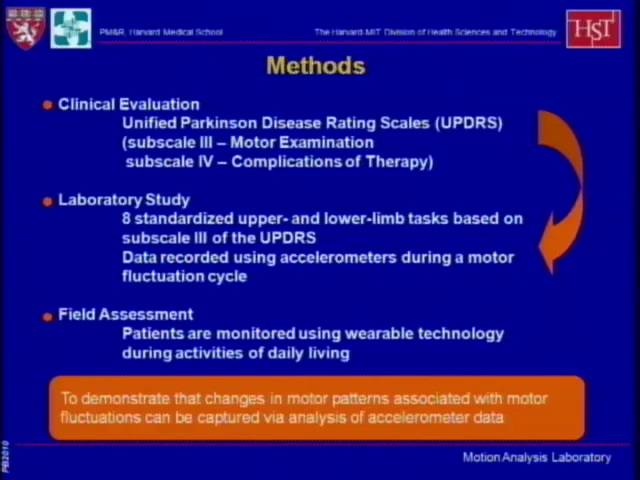 PM&R, Harvard Medical School
The Harvard-MIT Division of Health Sciences and Technology
HST
Methods
Clinical Evaluation
Unified Parkinson Disease Rating Scales (UPDRS)
(subscale III – Motor Examination
subscale IV – Complications of Therapy)
Laboratory Study
8 standardized upper- and lower-limb tasks based on
subscale III of the UPDRS
Data recorded using accelerometers during a motor
fluctuation cycle
Field Assessment
Patients are monitored using wearable technology
during activities of daily living
To demonstrate that changes in motor patterns associated with motor
fluctuations can be captured via analysis of accelerometer data
PB2010
Motion Analysis Laboratory